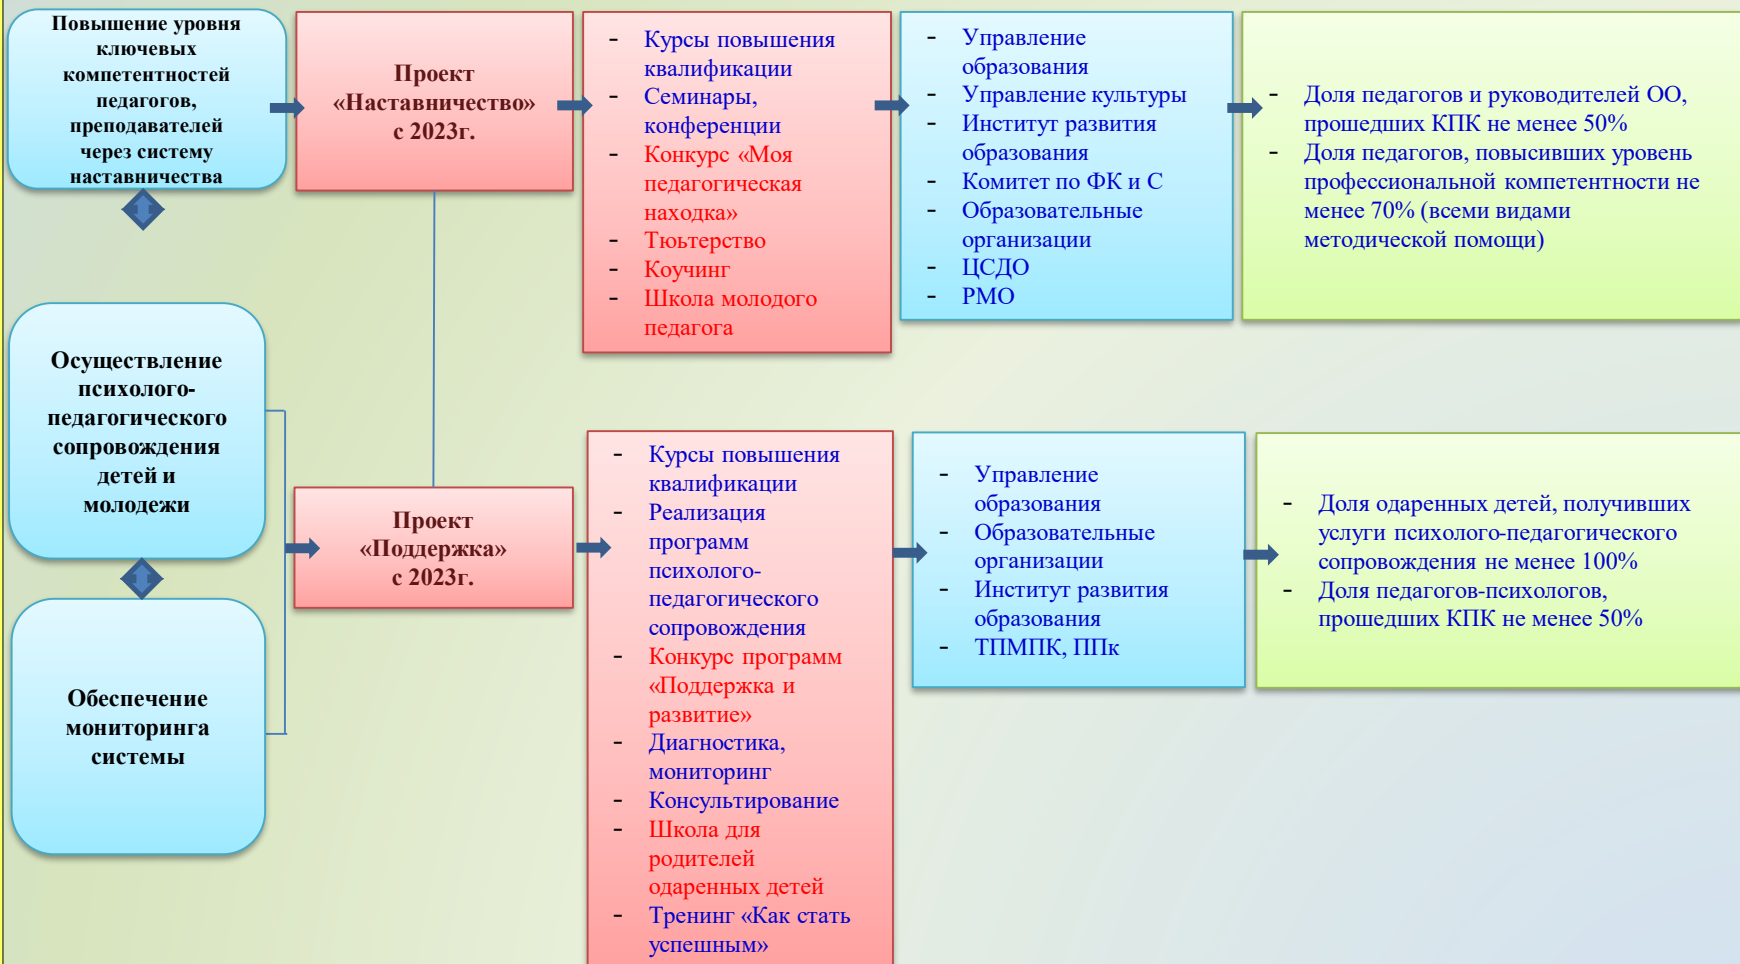 Повышение уровня
ключевых
компетентностей
педагогов,
преподавателей
через систему
наставничества
Проект
«Наставничество»
с 2023г.
- Курсы повышения
квалификации
- Семинары,
конференции
- Конкурс «Моя
педагогическая
находка»
- Тюьтерство
- Коучинг
- Школа молодого
педагога
- Управление
образования
- Управление культуры
- Институт развития
образования
- Комитет по ФК и С
- Образовательные
организации
- ЦСДО
- РМО
- Доля педагогов и руководителей ОО,
прошедших КПК не менее 50%
- Доля педагогов, повысивших уровень
профессиональной компетентности не
менее 70% (всеми видами
методической помощи)
Осуществление
психолого-
педагогического
сопровождения
детей и
молодежи
Обеспечение
мониторинга
системы
Проект
«Поддержка»
с 2023г.
- Курсы повышения
квалификации
- Реализация
программ
психолого-
педагогического
сопровождения
- Конкурс программ
«Поддержка и
развитие»
- Диагностика,
мониторинг
- Консультирование
- Школа для
родителей
одаренных детей
- Тренинг «Как стать
успешным»
- Управление
образования
- Образовательные
организации
- Институт развития
образования
- ТПМПК, ППк
- Доля одаренных детей, получивших
услуги психолого-педагогического
сопровождения не менее 100%
- Доля педагогов-психологов,
прошедших КПК не менее 50%